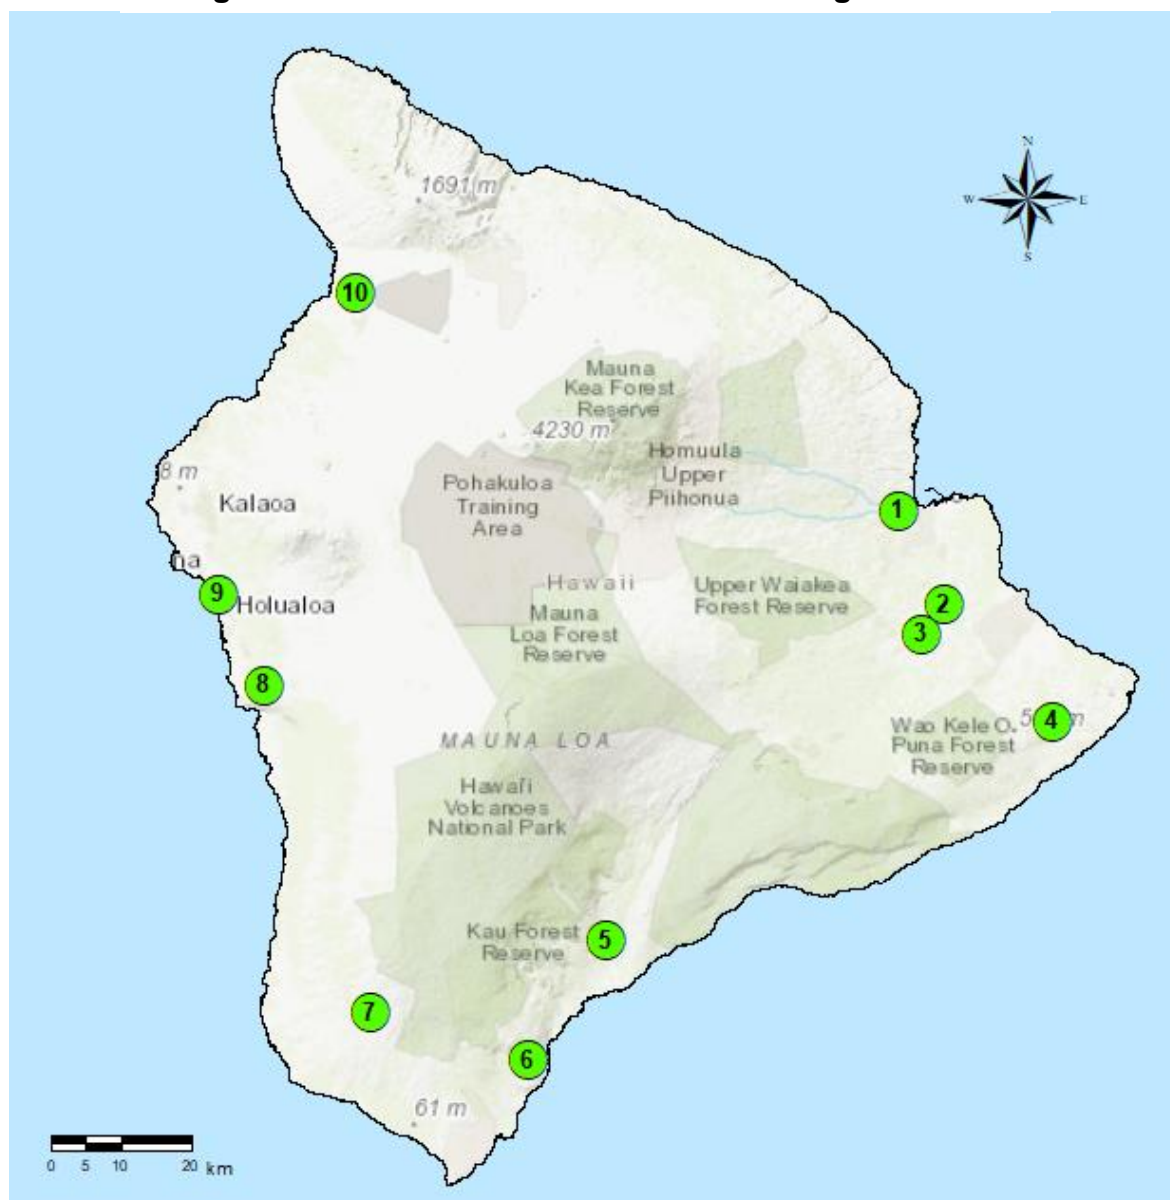 N
W E
S
1691 m
10
Mauna
Kea Forest
Reserve
4230 m
Homuula
Upper
Piihonua
8 m
Kalaoa
Pohakuloa
Training
Area
1
na
Hawaii
Upper Waiakea
Forest Reserve
9
Holualoa
Mauna
Loa Forest
Reserve
2
3
8
4
MAUNA LOA
Wao Kele O.
Puna Forest
Reserve
Hawai'i
Volcanoes
National Park
Kau Forest
Reserve
5
7
6
61 m
0 5 10 20 km